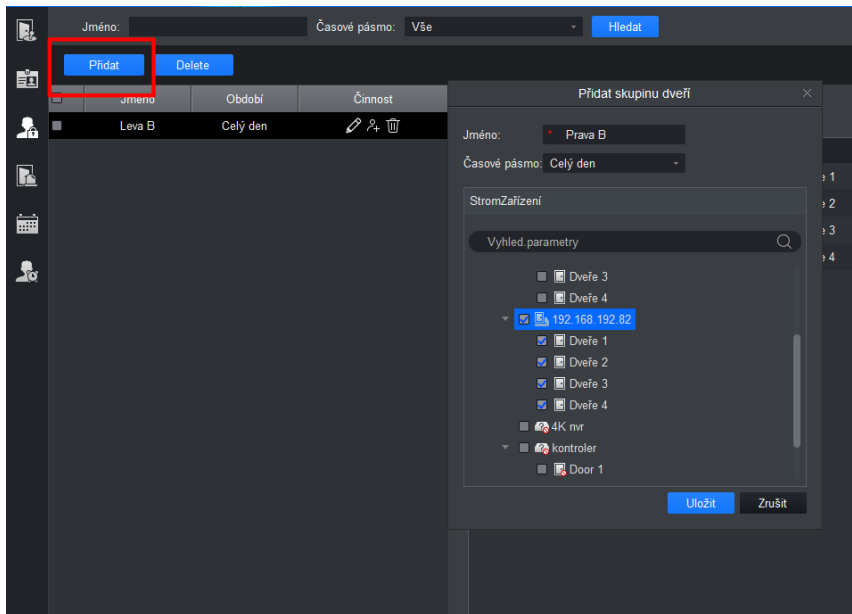 Jméno: Časové pásmo: Vše Hledat
Přidat Delete
Jméno Období Činnost
Leva B Celý den
Přidat skupinu dveří
Jméno: * Prava B
Časové pásmo: Celý den
StromZařízení
Vyhled.parametry
Dveře 3
Dveře 4
192.168.192.82
Dveře 1
Dveře 2
Dveře 3
Dveře 4
4K nvr
kontroler
Door 1
Uložit Zrušit
e 1
e 2
e 3
e 4